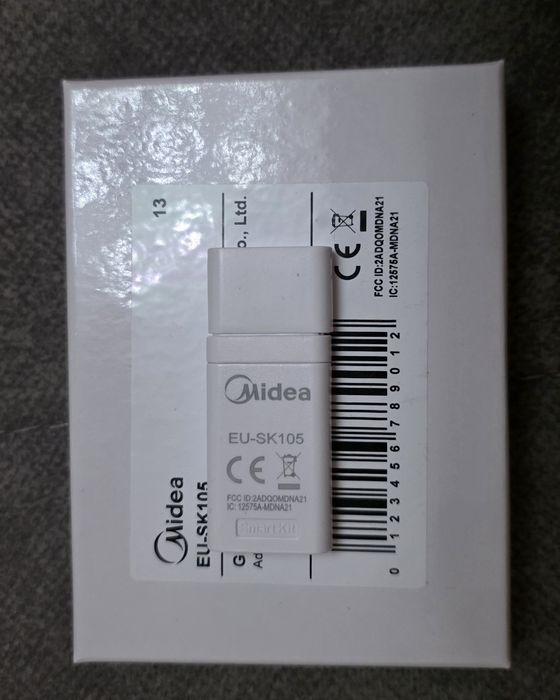 Midea
EU-SK105
CE
FCC ID:2ADQOMDNA21
IC: 12575A-MDNA21
Smart Kit
13
Midea
EU-SK105
Ltd.
CE
FCC ID:2ADQOMDNA21
IC:12575A-MDNA21
0 1 2 3 4 5 6 7 8 9 0 1 2